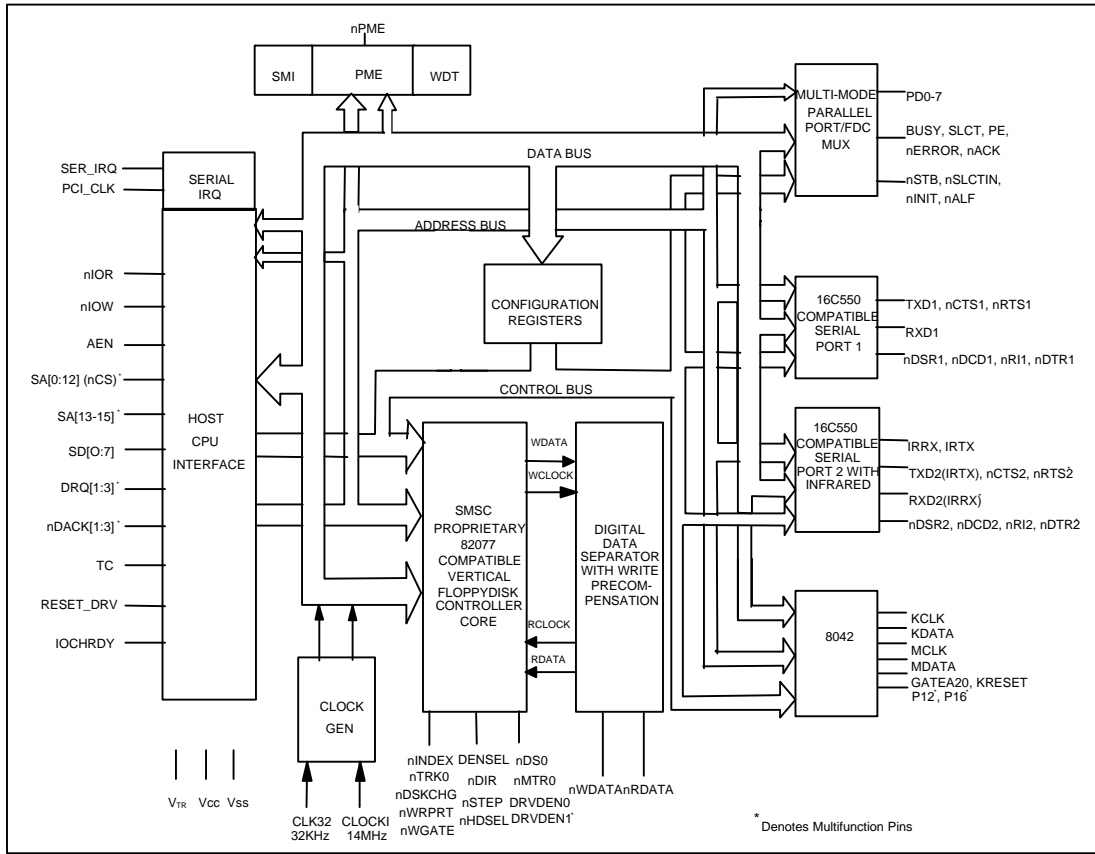 nPME
SMI
PME
WDT
SER_IRQ
PCI_CLK
SERIAL
IRQ
DATA BUS
ADDRESS BUS
MULTI-MODE
PARALLEL
PORT/FDC
MUX
PD0-7
BUSY, SLCT, PE,
nERROR, nACK
nSTB, nSLCTIN,
nINIT, nALF
nIOR
nIOW
AEN
SA[0:12] (nCS)*
SA[13-15]*
SD[O:7]
DRQ[1:3]*
nDACK[1:3]*
TC
RESET_DRV
IOCHRDY
HOST
CPU
INTERFACE
CONFIGURATION
REGISTERS
CONTROL BUS
16C550
COMPATIBLE
SERIAL
PORT 1
TXD1, nCTS1, nRTS1
RXD1
nDSR1, nDCD1, nRI1, nDTR1
SMSC
PROPRIETARY
82077
COMPATIBLE
VERTICAL
FLOPPYDISK
CONTROLLER
CORE
WDATA
WCLOCK
RCLOCK
RDATA
DIGITAL
DATA
SEPARATOR
WITH WRITE
PRECOM-
PENSATION
16C550
COMPATIBLE
SERIAL
PORT 2 WITH
INFRARED
IRRX, IRTX
TXD2(IRTX), nCTS2, nRTS2
RXD2(IRRX)*
nDSR2, nDCD2, nRI2, nDTR2
8042
KCLK
KDATA
MCLK
MDATA
GATEA20, KRESET
P12*, P16*
CLOCK
GEN
VTR
Vcc
Vss
CLK32
32KHz
CLOCKI
14MHz
nINDEX
nTRK0
nDSKCHG
nWRPRT
nWGATE
DENSEL
nDIR
nSTEP
nHDSEL
nDS0
nMTR0
DRVDEN0
DRVDEN1*
nWDATA
nRDATA
* Denotes Multifunction Pins